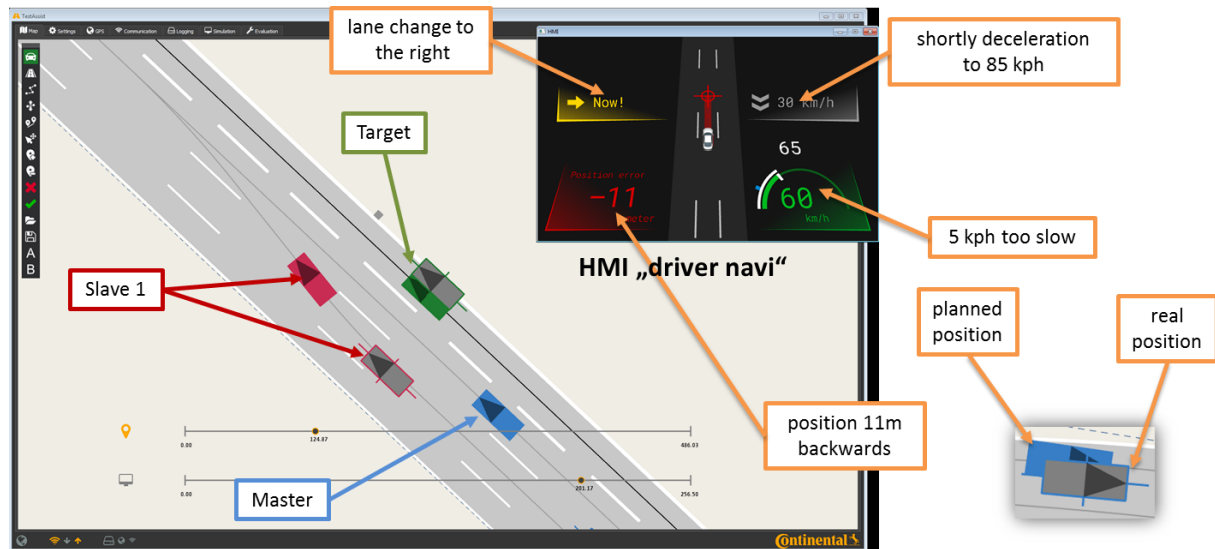 TestAssist
Map
Settings
GPS
Communication
Logging
Simulation
Evaluation
A
B
lane change to
the right
HMI
Now!
30 km/h
65
Position error
-11
meter
60
km/h
shortly deceleration
to 85 kph
Target
5 kph too slow
HMI „driver navi“
Slave 1
planned
position
real
position
position 11m
backwards
0.00
124.87
486.03
0.00
201.17
256.50
Master
Continental